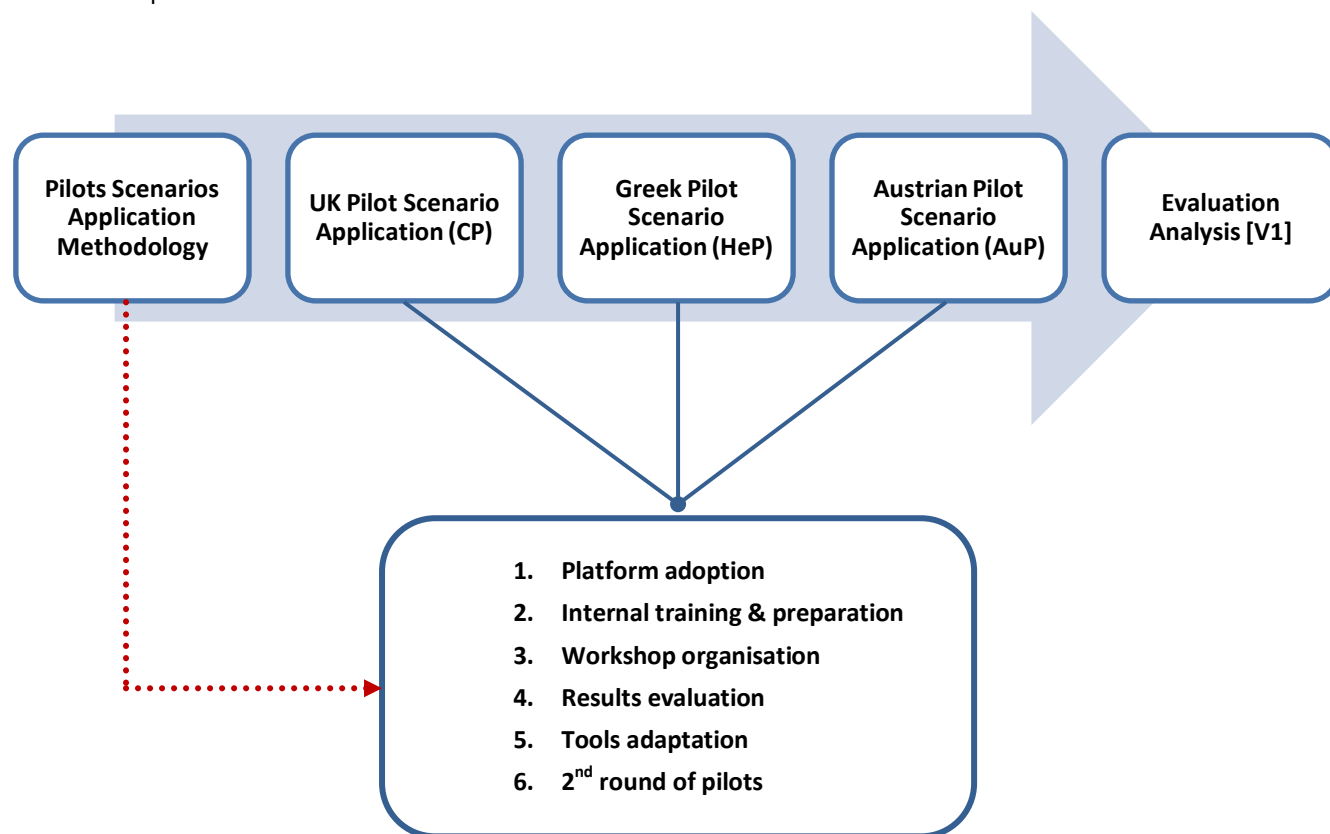 Pilots Scenarios
Application
Methodology
UK Pilot Scenario
Application (CP)
Greek Pilot
Scenario
Application (HeP)
Austrian Pilot
Scenario
Application (AuP)
Evaluation
Analysis [V1]
1. Platform adoption
2. Internal training & preparation
3. Workshop organisation
4. Results evaluation
5. Tools adaptation
6. 2nd round of pilots